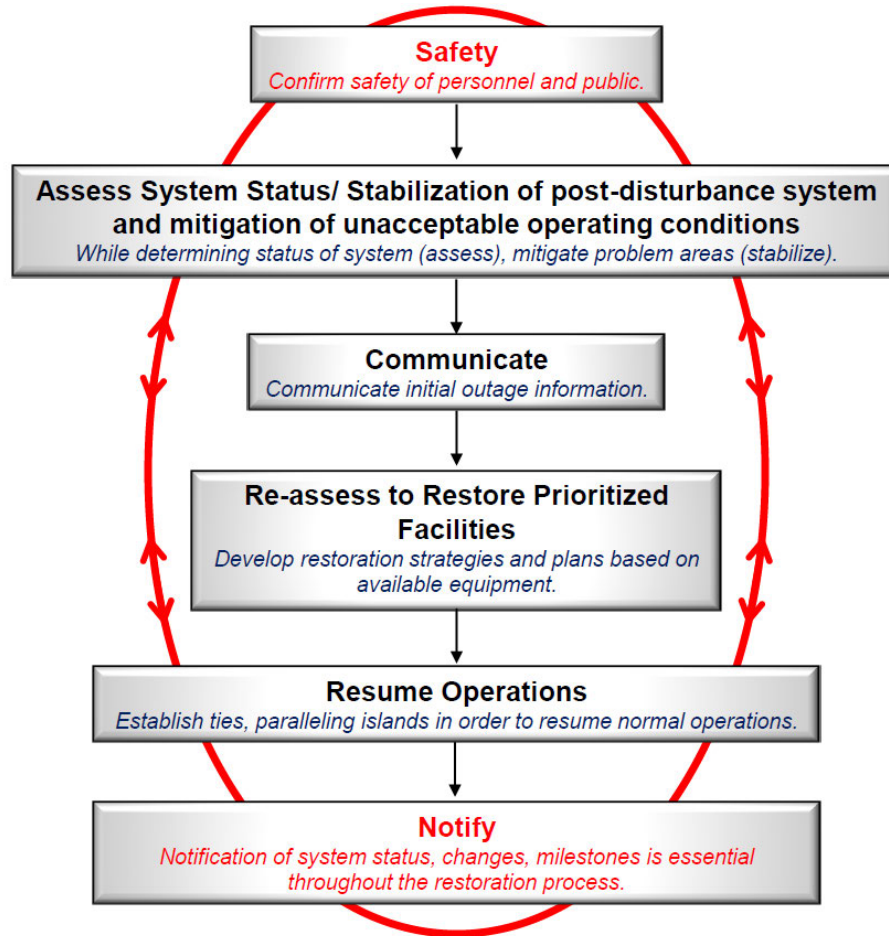 Safety
Confirm safety of personnel and public.
Assess System Status/ Stabilization of post-disturbance system
and mitigation of unacceptable operating conditions
While determining status of system (assess), mitigate problem areas (stabilize).
Communicate
Communicate initial outage information.
Re-assess to Restore Prioritized
Facilities
Develop restoration strategies and plans based on
available equipment.
Resume Operations
Establish ties, paralleling islands in order to resume normal operations.
Notify
Notification of system status, changes, milestones is essential
throughout the restoration process.